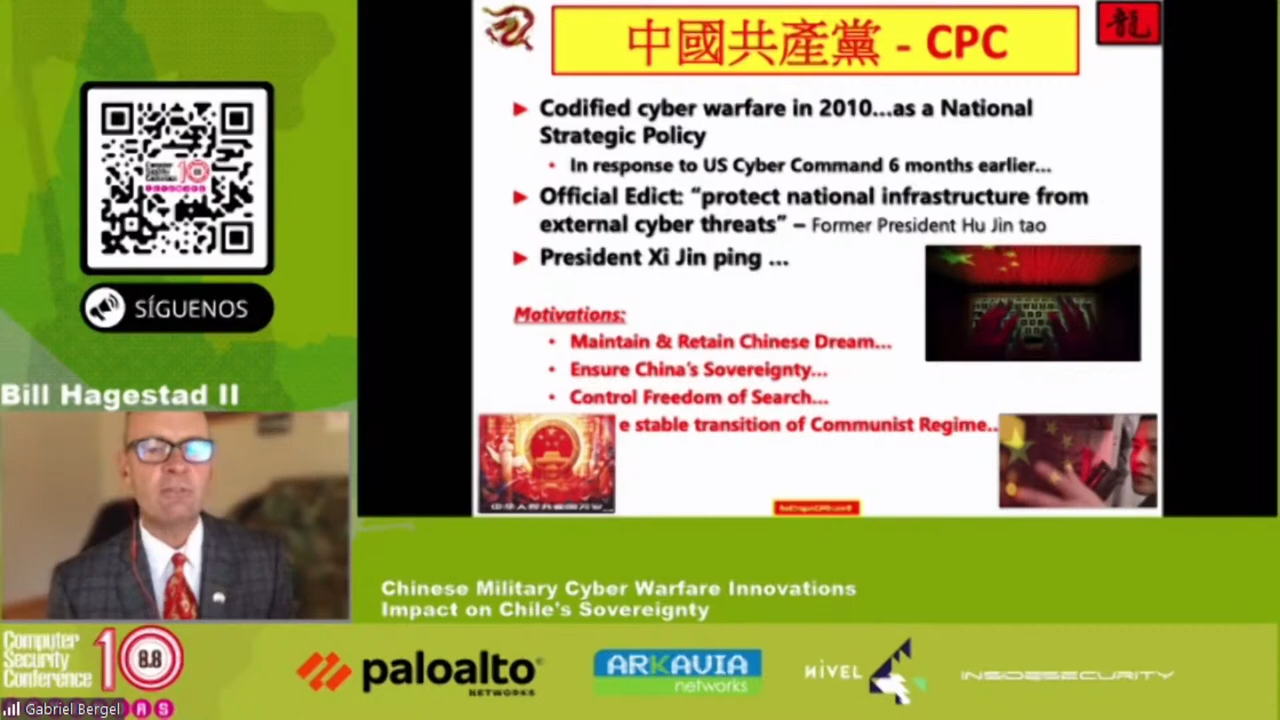 中國共產黨 - CPC
龍
Codified cyber warfare in 2010...as a National
Strategic Policy
In response to US Cyber Command 6 months earlier...
Official Edict: “protect national infrastructure from
external cyber threats” – Former President Hu Jin tao
President Xi Jin ping ...
Motivations:
Maintain & Retain Chinese Dream...
Ensure China's Sovereignty...
Control Freedom of Search...
e stable transition of Communist Regime..
SÍGUENOS
Bill Hagestad II
Chinese Military Cyber Warfare Innovations
Impact on Chile's Sovereignty
Computer
Security
Conference
10
8.8
paloalto
NETWORKS
ARKAVIA
networks
NIVEL
INSIDESECURITY
Gabriel Bergel
A S